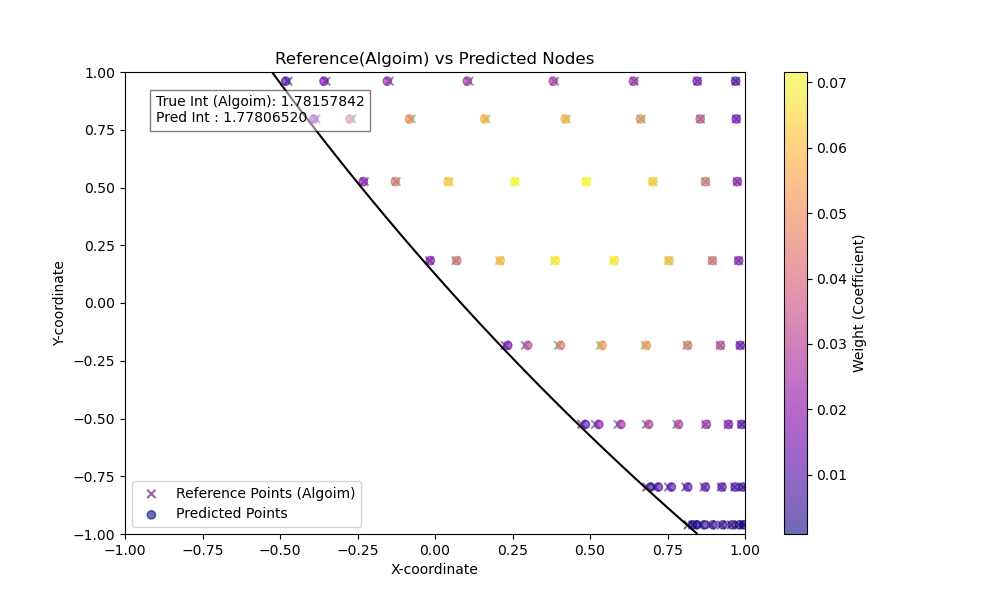 Reference(Algoim) vs Predicted Nodes
True Int (Algoim): 1.78157842
Pred Int : 1.77806520
Y-coordinate
1.00
0.75
0.50
0.25
0.00
−0.25
−0.50
−0.75
−1.00
Reference Points (Algoim)
Predicted Points
−1.00 −0.75 −0.50 −0.25 0.00 0.25 0.50 0.75 1.00
X-coordinate
0.07
0.06
0.05
0.04
0.03
0.02
0.01
Weight (Coefficient)